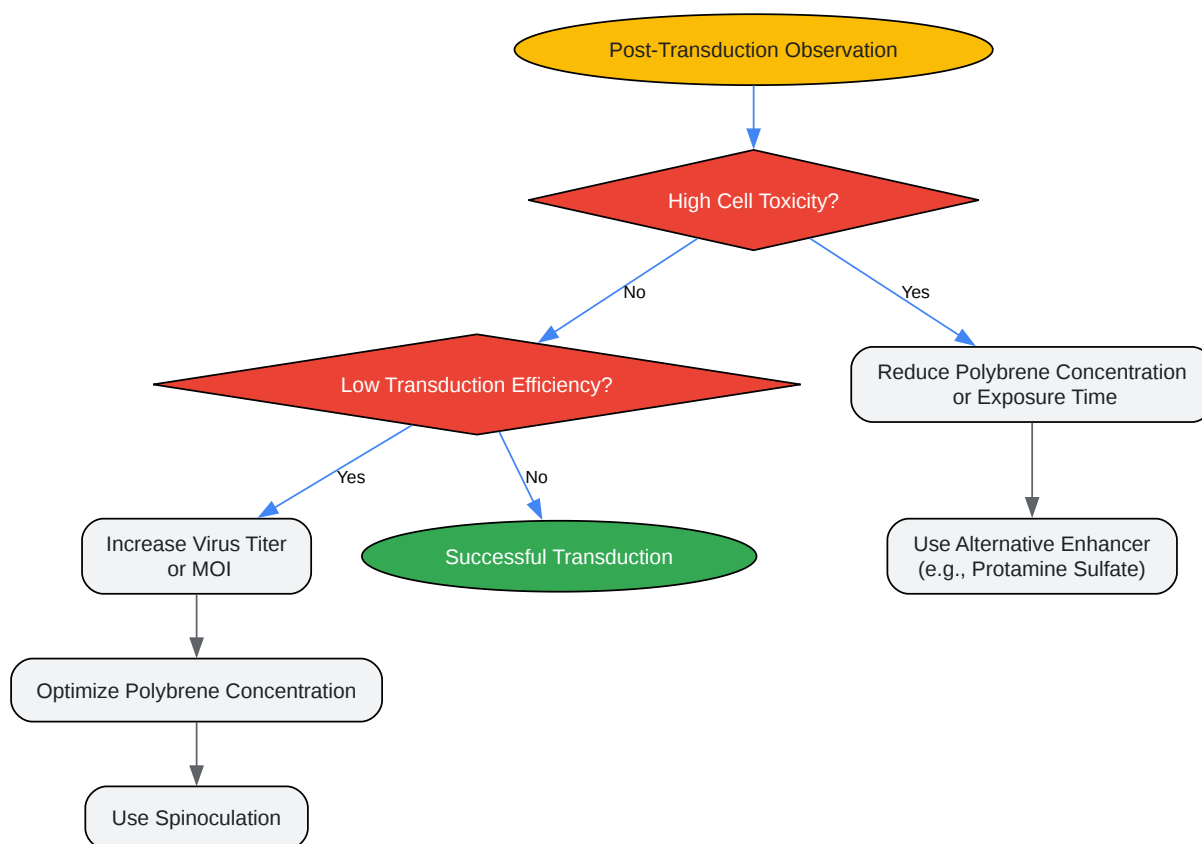 Post-Transduction Observation
High Cell Toxicity?
No
Yes
Low Transduction Efficiency?
Reduce Polybrene Concentration
or Exposure Time
Yes
No
Increase Virus Titer
or MOI
Successful Transduction
Use Alternative Enhancer
(e.g., Protamine Sulfate)
Optimize Polybrene Concentration
Use Spinoculation